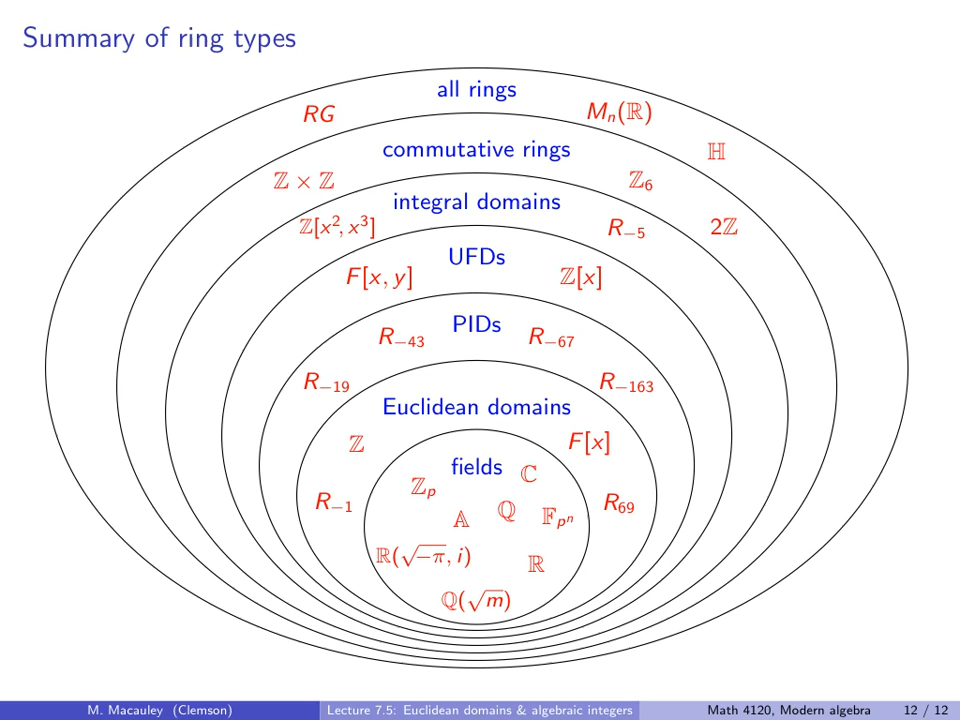 Summary of ring types
all rings
RG
Mₙ(ℝ)
commutative rings
ℍ
ℤ × ℤ
ℤ₆
integral domains
ℤ[x², x³]
R₋₅
2ℤ
UFDs
F[x, y]
ℤ[x]
PIDs
R₋₄₃
R₋₆₇
R₋₁₉
R₋₁₆₃
Euclidean domains
ℤ
F[x]
fields
ℂ
ℤₚ
R₋₁
ℚ
R₆₉
𝔸
𝔽_{pⁿ}
ℝ(√−π, i)
ℝ
ℚ(√m)
M. Macauley (Clemson)
Lecture 7.5: Euclidean domains & algebraic integers
Math 4120, Modern algebra
12 / 12